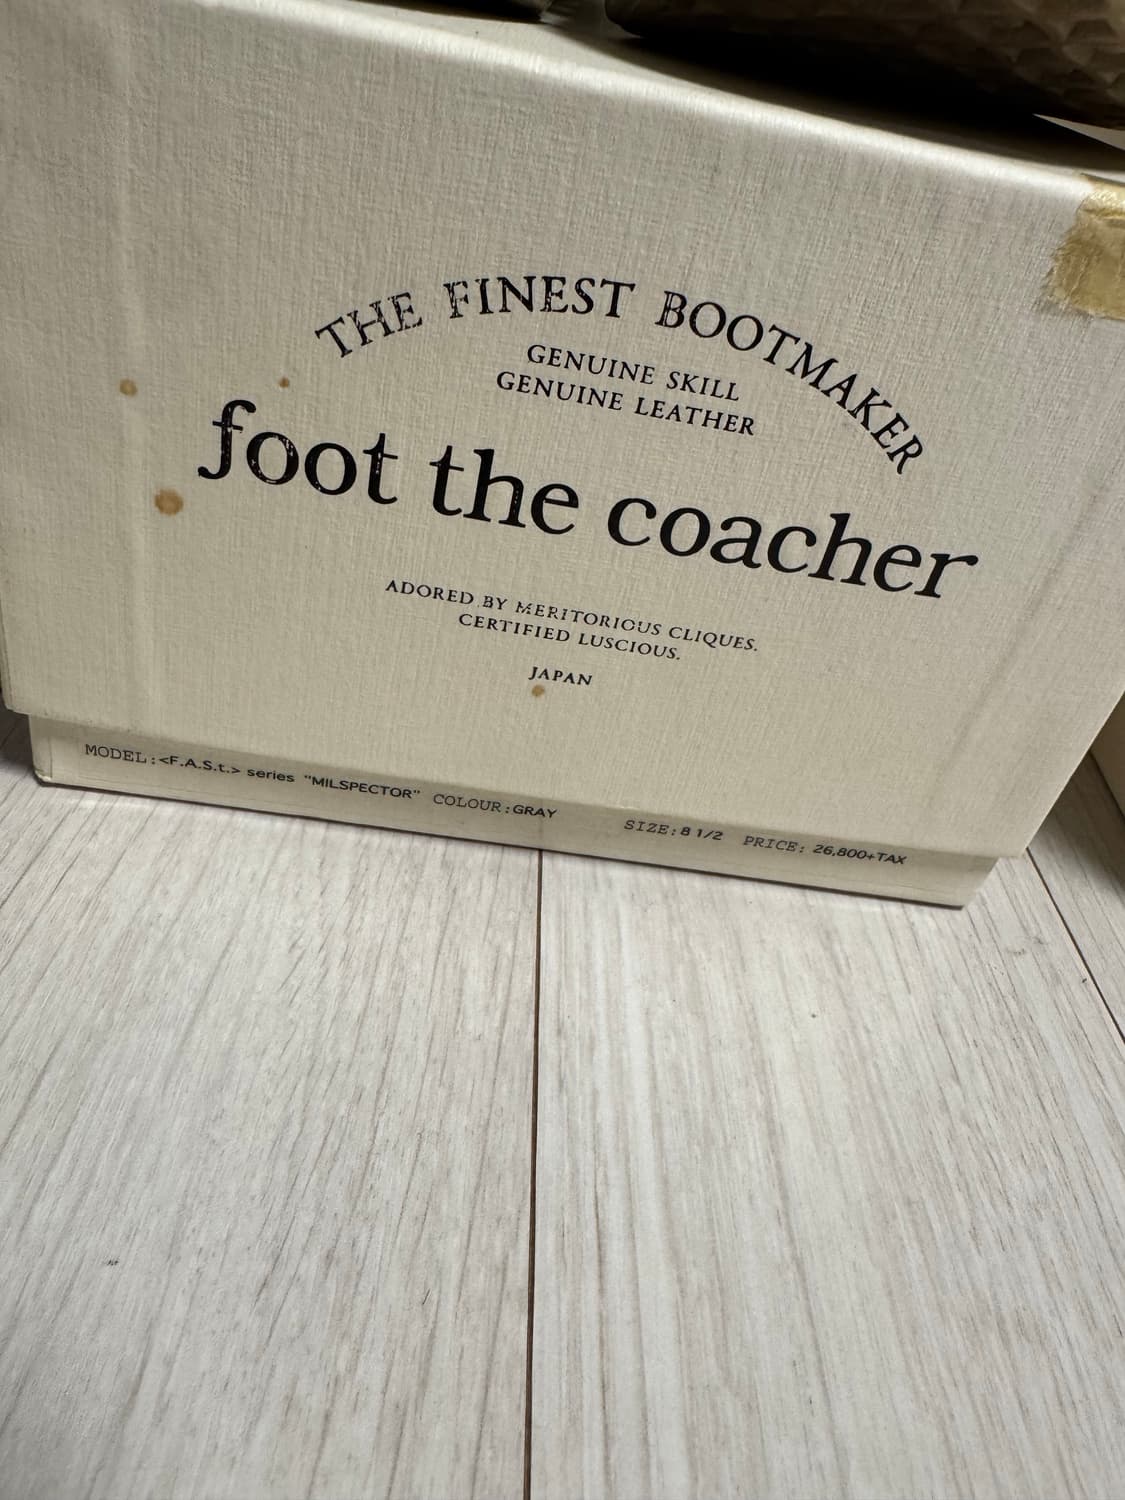 THE FINEST BOOTMAKER
GENUINE SKILL
GENUINE LEATHER
foot the coacher
ADORED BY MERITORIOUS CLIQUES.
CERTIFIED LUSCIOUS.
JAPAN
MODEL:<F.A.S.t.> series "MILSPECTOR" COLOUR:GRAY SIZE:8 1/2 PRICE: 26,800+TAX